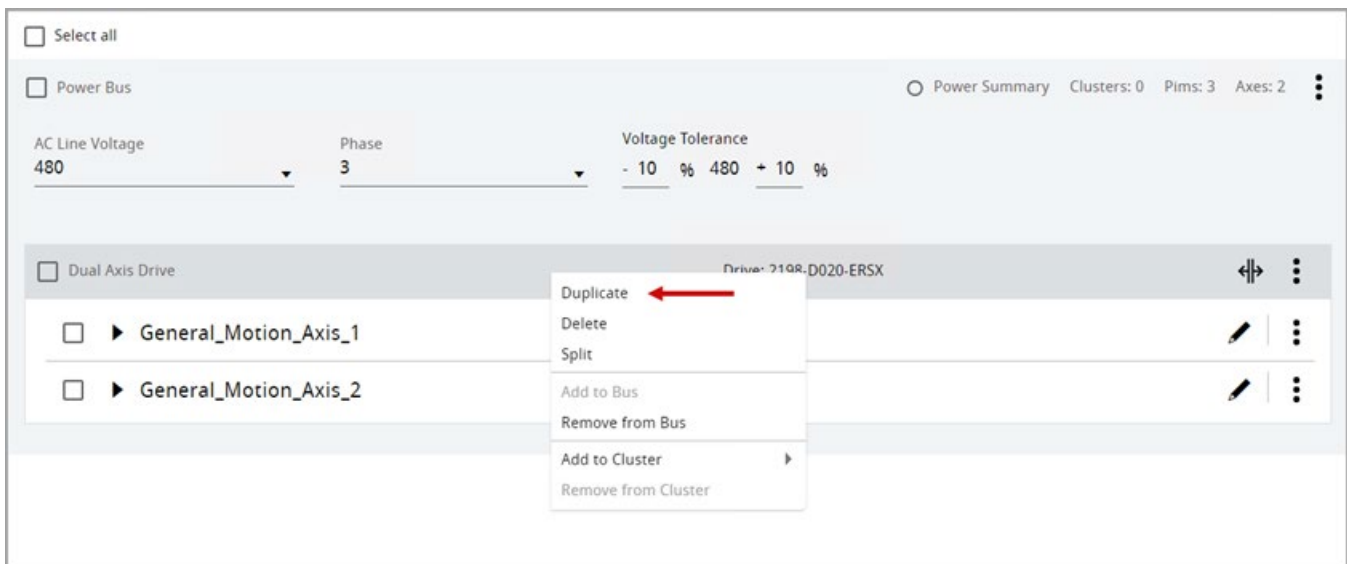 Select all
Power Bus Power Summary Clusters: 0 Pims: 3 Axes: 2
AC Line Voltage Phase Voltage Tolerance
480 3 - 10 % 480 + 10 %
Dual Axis Drive Drive: 2198-D020-ERSX
Duplicate
Delete
Split
General_Motion_Axis_1
General_Motion_Axis_2
Add to Bus
Remove from Bus
Add to Cluster
Remove from Cluster